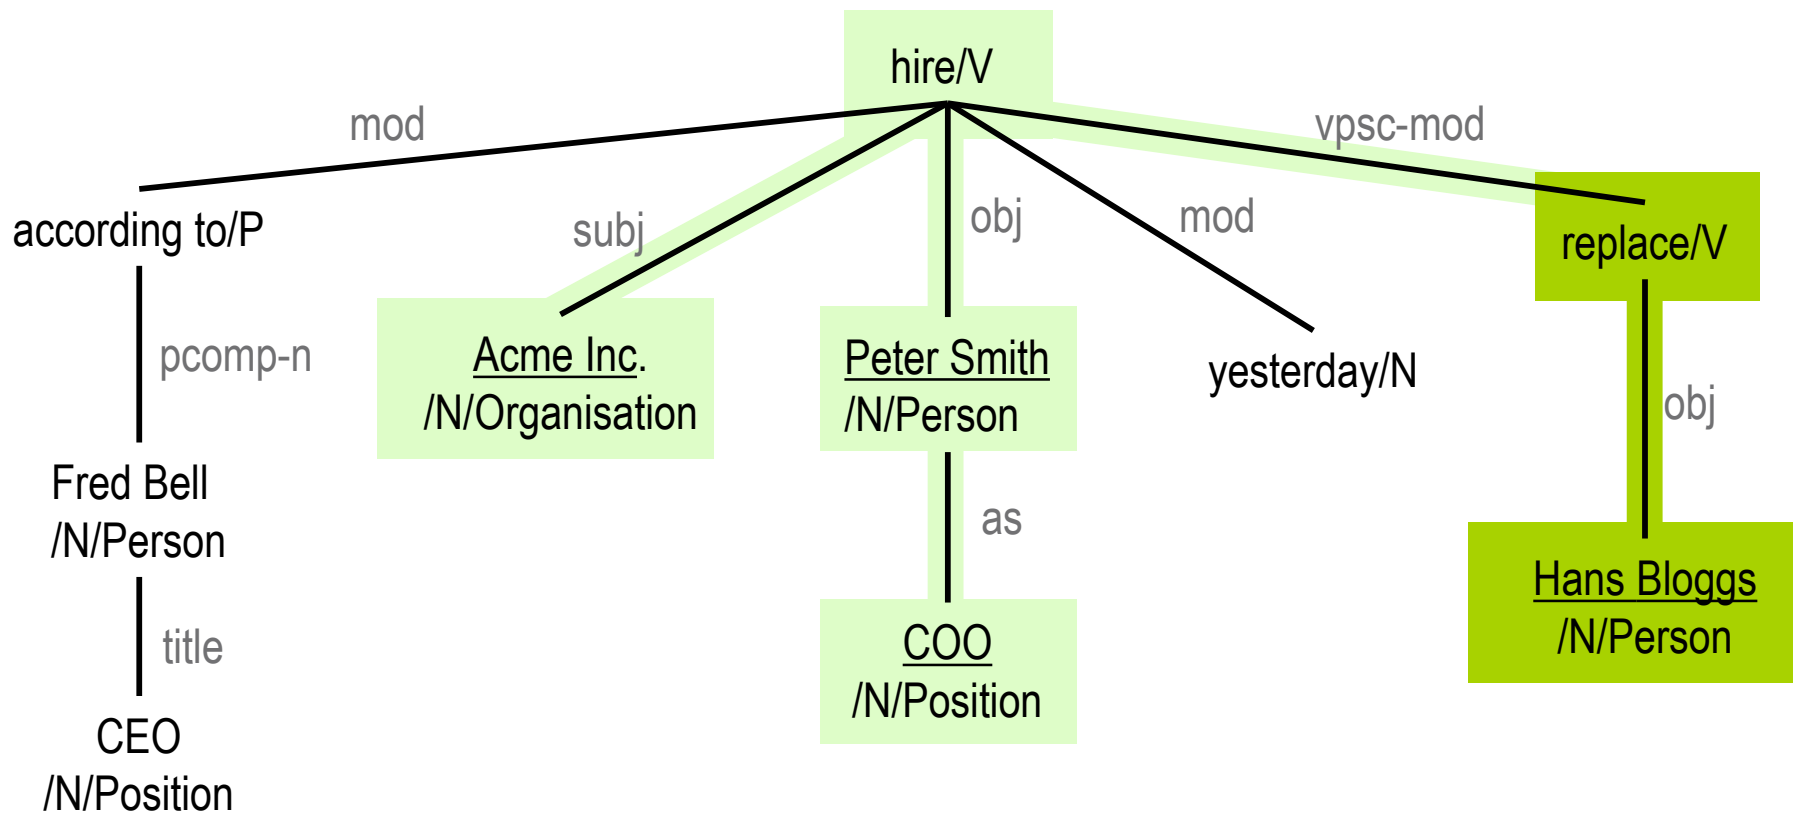 hire/V
mod
vpsc-mod
according to/P
subj
obj
mod
replace/V
pcomp-n
Acme Inc.
/N/Organisation
Peter Smith
/N/Person
yesterday/N
obj
Fred Bell
/N/Person
as
Hans Bloggs
/N/Person
title
COO
/N/Position
CEO
/N/Position